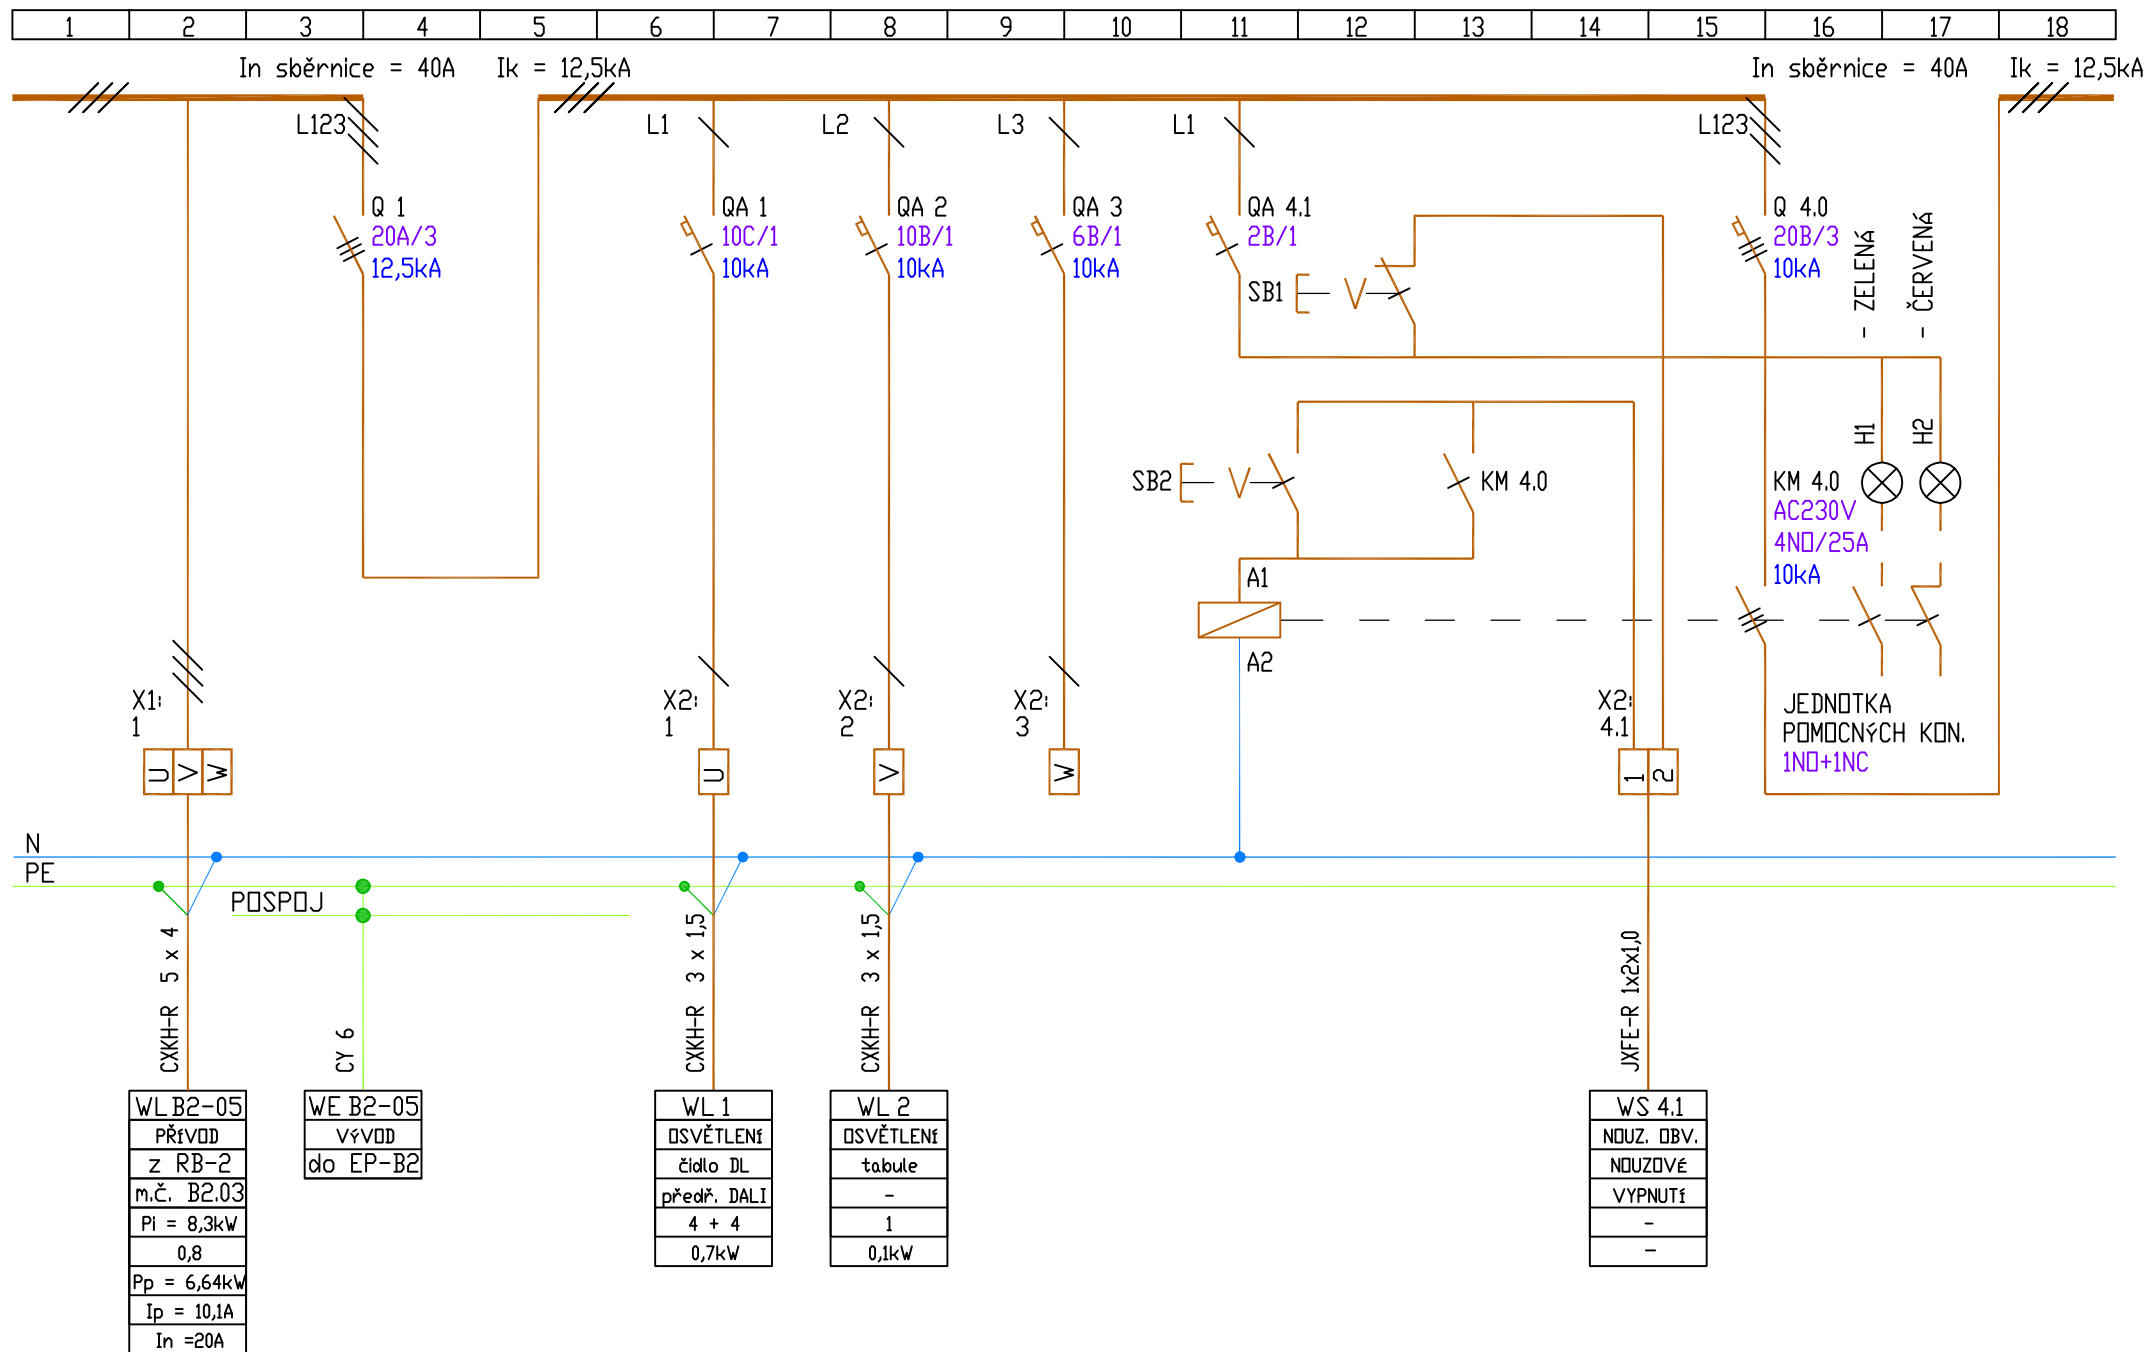 1 2 3 4 5 6 7 8 9 10 11 12 13 14 15 16 17 18
In sběrnice = 40A Ik = 12,5kA In sběrnice = 40A Ik = 12,5kA
L123 L1 L2 L3 L1 L123
Q 1
20A/3
12,5kA
QA 1
10C/1
10kA
QA 2
10B/1
10kA
QA 3
6B/1
10kA
QA 4.1
2B/1
SB1
V
Q 4.0
20B/3
10kA
- ZELENÁ
- ČERVENÁ
H1
H2
SB2
V
KM 4.0
KM 4.0
AC230V
4NO/25A
10kA
A1
A2
X1:
1
X2:
1
X2:
2
X2:
3
X2:
4.1
JEDNOTKA
POMOCNÝCH KON.
1NO+1NC
U V W
U
V
W
1 2
N
PE
POSPOJ
CXKH-R 5 x 4
CY 6
CXKH-R 3 x 1,5
CXKH-R 3 x 1,5
JXFE-R 1x2x1,0
WL B2-05
PŘÍVOD
z RB-2
m.č. B2.03
Pi = 8,3kW
0,8
Pp = 6,64kW
Ip = 10,1A
In =20A
WE B2-05
VÝVOD
do EP-B2
WL 1
OSVĚTLENÍ
čidlo DL
předř. DALI
4 + 4
0,7kW
WL 2
OSVĚTLENÍ
tabule
-
1
0,1kW
WS 4.1
NOUZ. OBV.
NOUZOVÉ
VYPNUTÍ
-
-